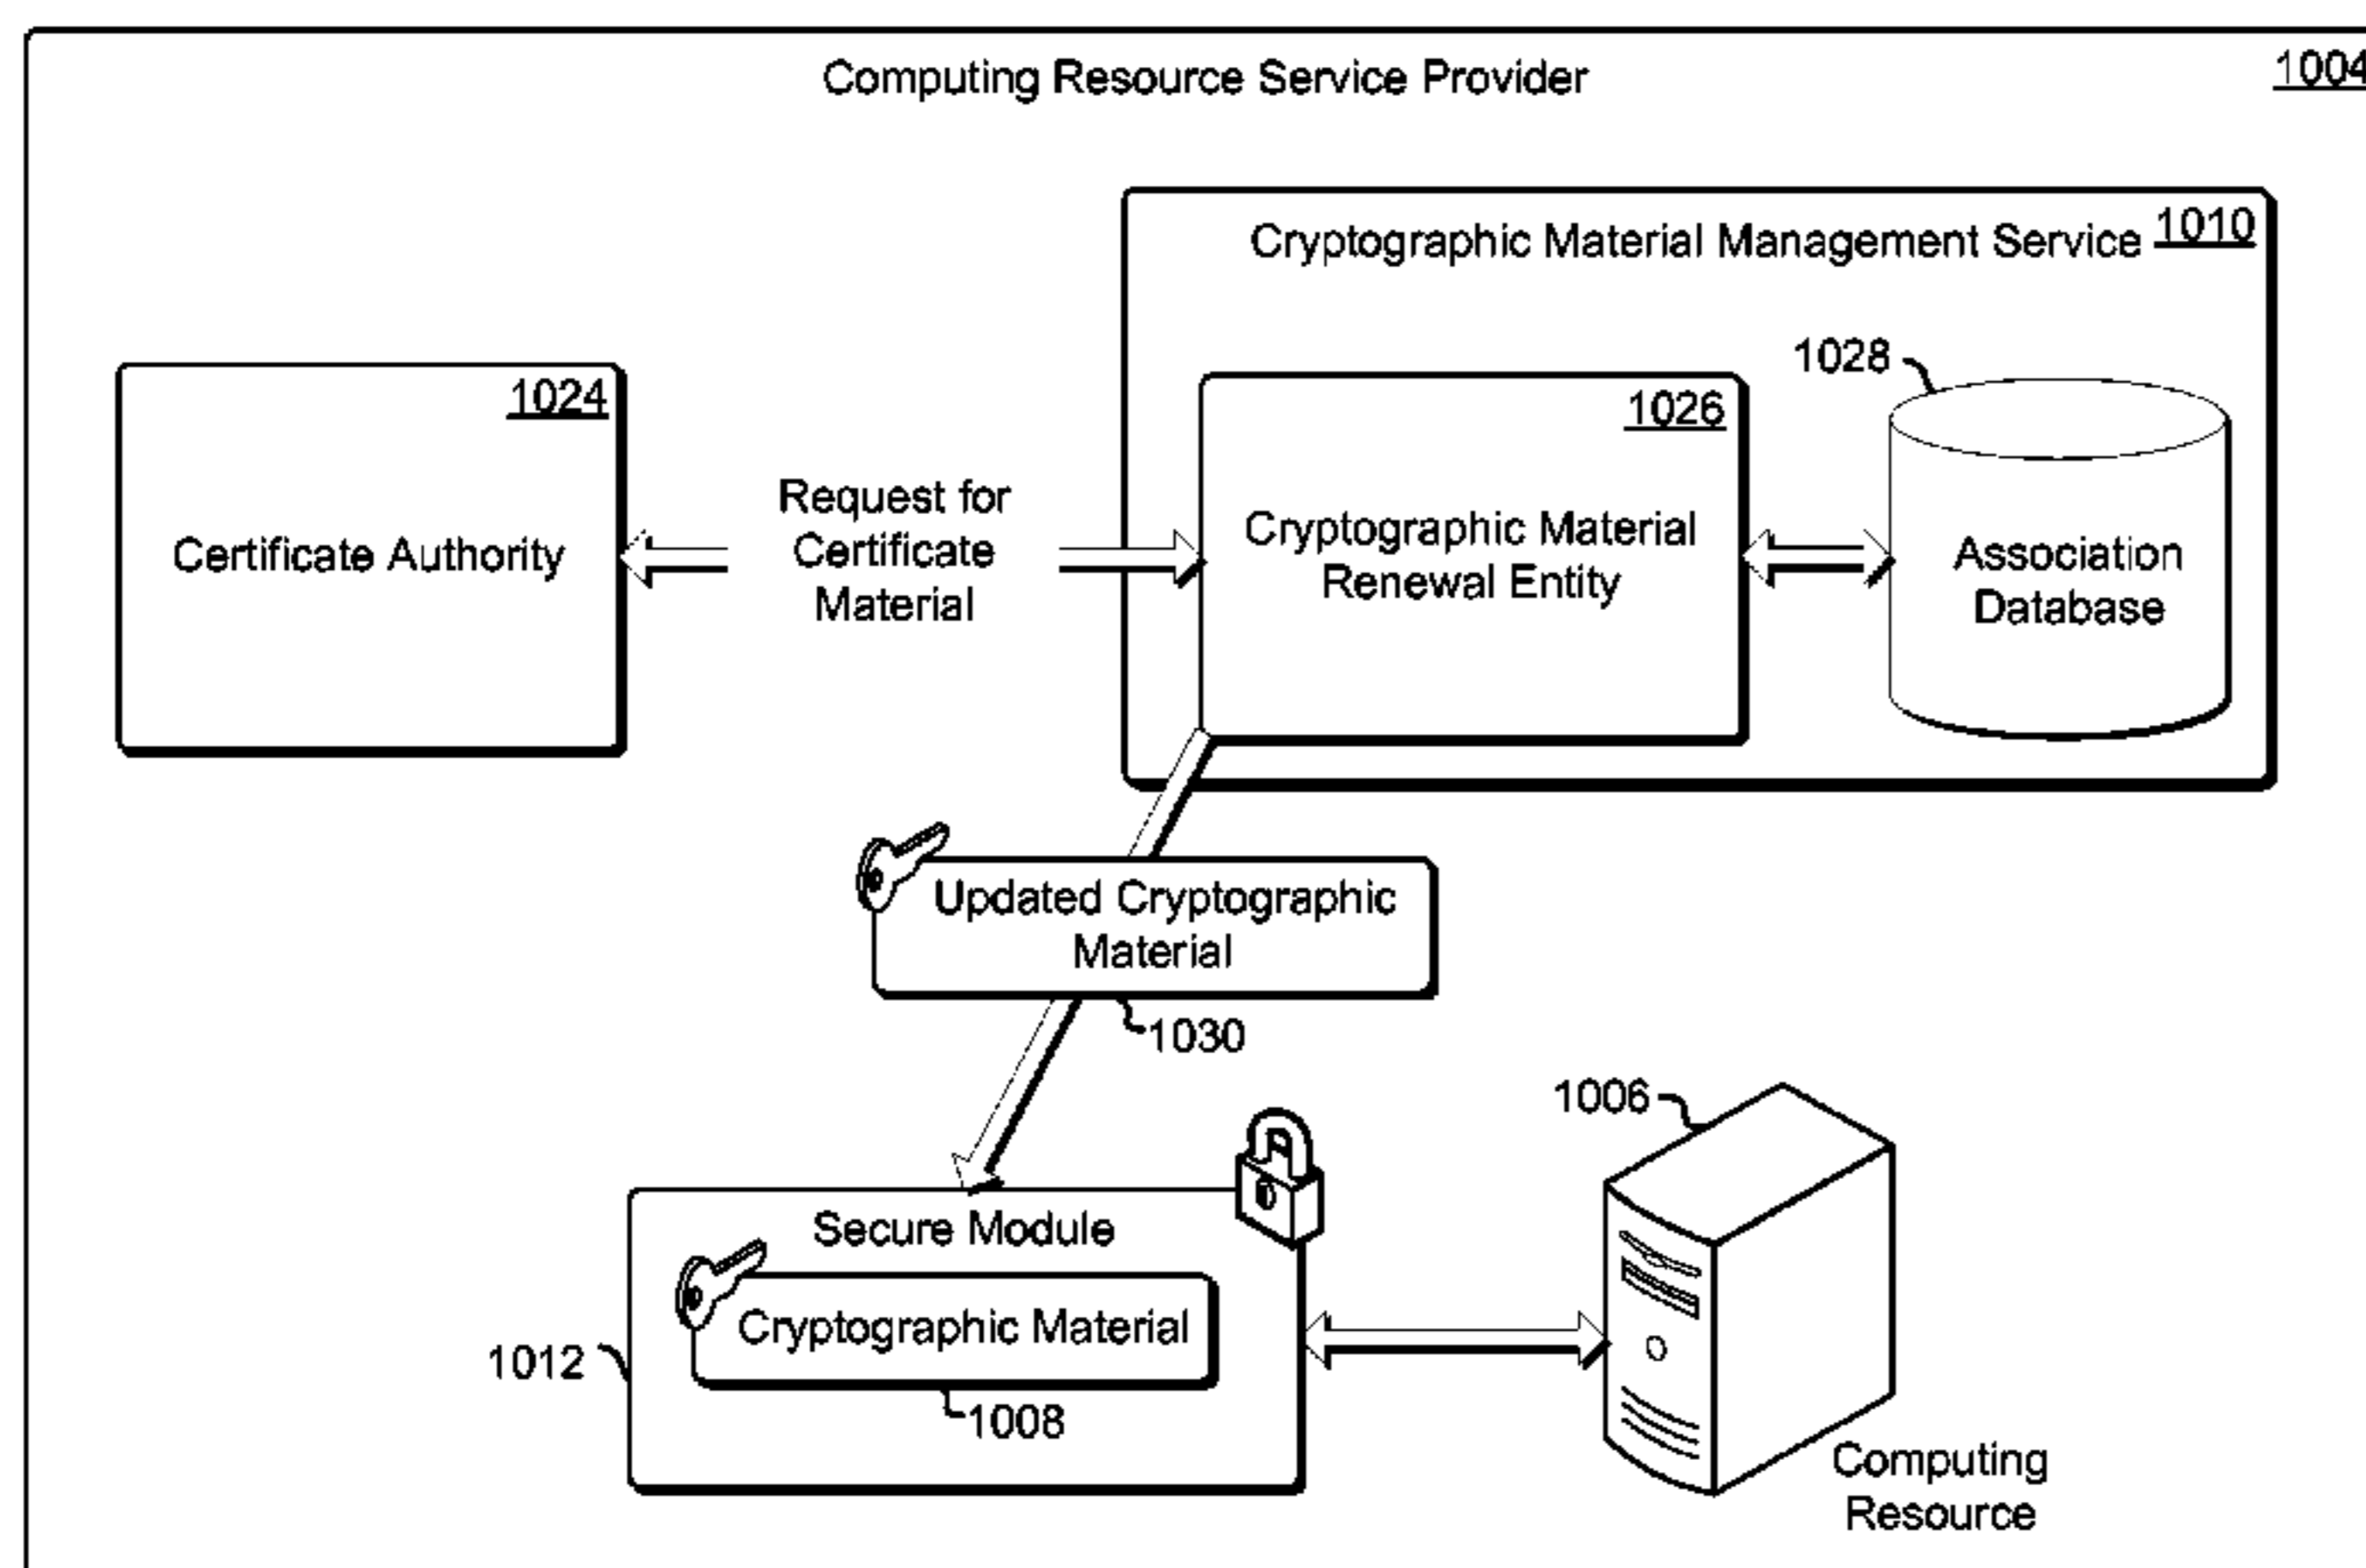 Computing Resource Service Provider
1004
Cryptographic Material Management Service 1010
1028
1024
1026
Certificate Authority
Request for
Certificate
Material
Cryptographic Material
Renewal Entity
Association
Database
Updated Cryptographic
Material
1030
1006
Secure Module
Cryptographic Material
1012
1008
Computing
Resource